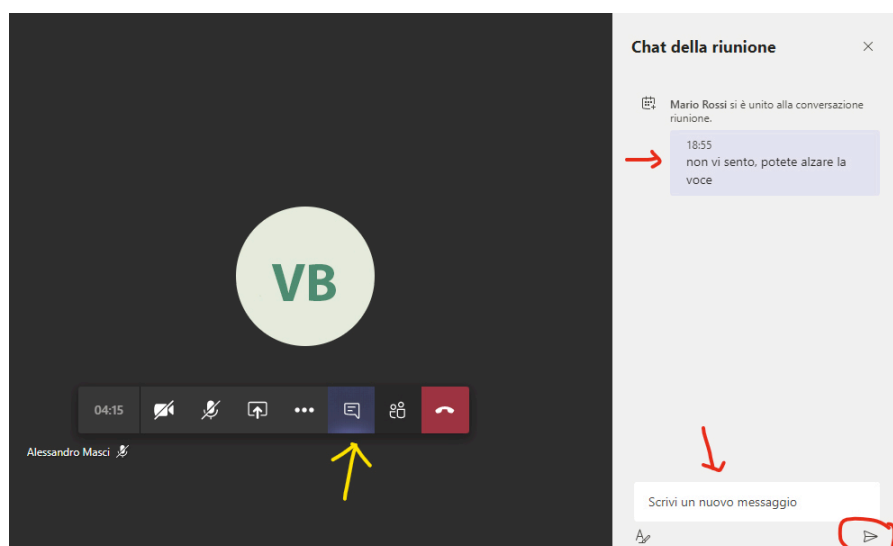 Chat della riunione
Mario Rossi si è unito alla conversazione
riunione.
18:55
non vi sento, potete alzare la
voce
VB
04:15
Alessandro Masci
Scrivi un nuovo messaggio